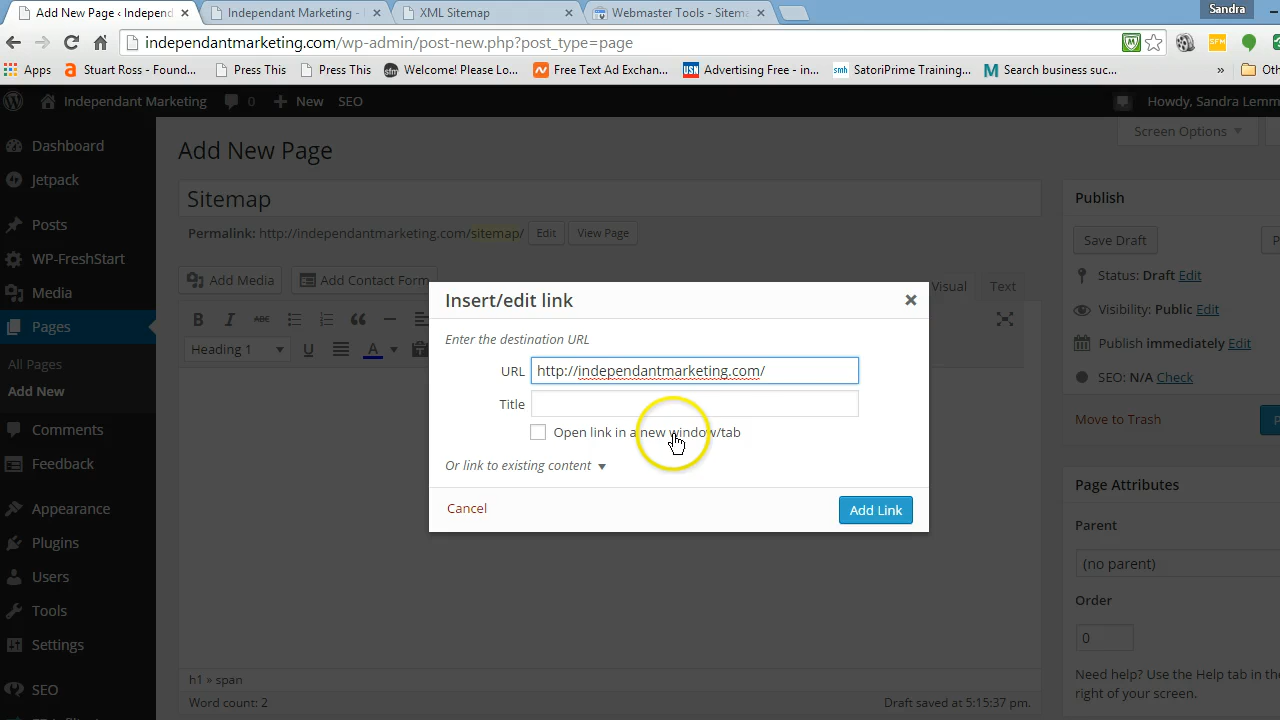 Add New Page ‹ Independ
Independant Marketing -
XML Sitemap
Webmaster Tools - Sitema
Sandra
independantmarketing.com/wp-admin/post-new.php?post_type=page
Apps
Stuart Ross - Found...
Press This
Press This
Welcome! Please Lo...
Free Text Ad Exchan...
Advertising Free - in...
SatoriPrime Training...
Search business suc...
»
Independant Marketing
0
New
SEO
Howdy, Sandra Lemm
Dashboard
Jetpack
Posts
WP-FreshStart
Media
Pages
All Pages
Add New
Comments
Feedback
Appearance
Plugins
Users
Tools
Settings
SEO
Add New Page
Screen Options
Sitemap
Permalink: http://independantmarketing.com/sitemap/ Edit View Page
Add Media
Add Contact Form
Visual
Text
B I ABC
Heading 1
U
A
Insert/edit link
Enter the destination URL
URL http://independantmarketing.com/
Title
Open link in a new window/tab
Or link to existing content
Cancel
Add Link
h1 » span
Word count: 2
Draft saved at 5:15:37 pm.
Publish
Save Draft
P
Status: Draft Edit
Visibility: Public Edit
Publish immediately Edit
SEO: N/A Check
Move to Trash
Page Attributes
Parent
(no parent)
Order
0
Need help? Use the Help tab in the
right of your screen.